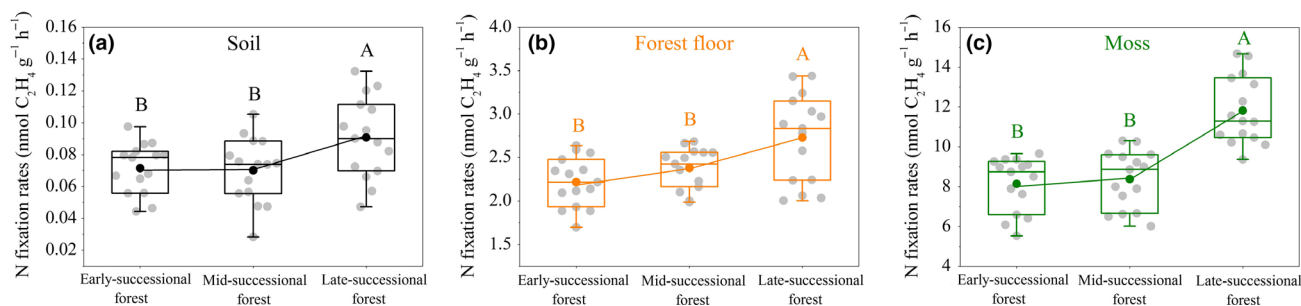 N fixation rates (nmol C₂H₄ g⁻¹ h⁻¹)
0.16
0.14
0.12
0.10
0.08
0.06
0.04
0.02
0.00
(a)
Soil
B
B
A
Early-successional
forest
Mid-successional
forest
Late-successional
forest
N fixation rates (nmol C₂H₄ g⁻¹ h⁻¹)
4.0
3.5
3.0
2.5
2.0
1.5
(b)
Forest floor
B
B
A
Early-successional
forest
Mid-successional
forest
Late-successional
forest
N fixation rates (nmol C₂H₄ g⁻¹ h⁻¹)
16
14
12
10
8
6
4
(c)
Moss
B
B
A
Early-successional
forest
Mid-successional
forest
Late-successional
forest